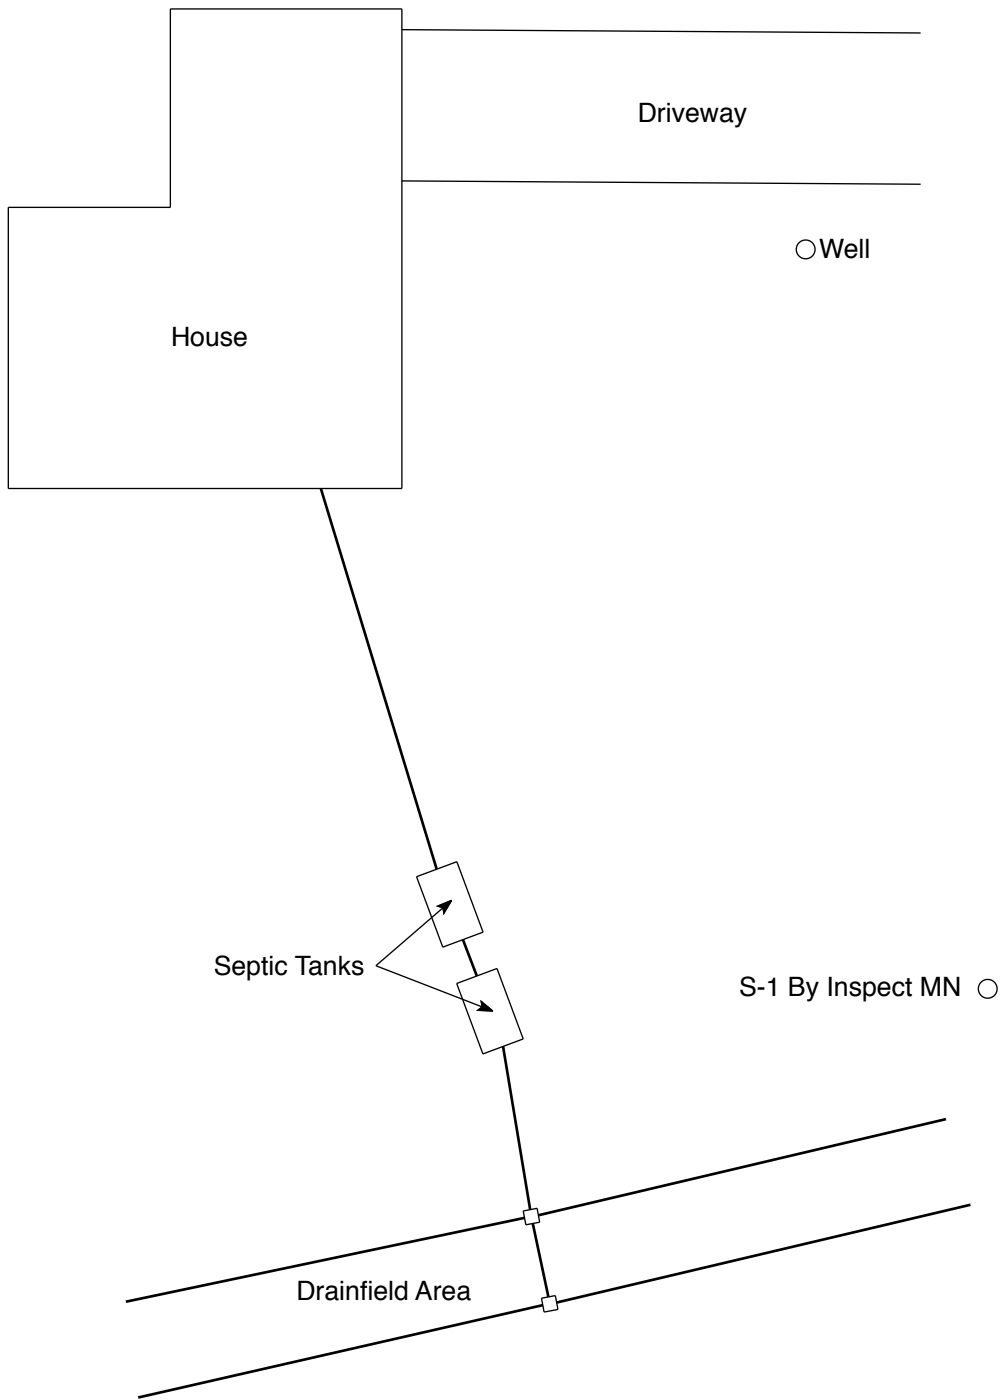 Driveway
Well
House
Septic Tanks
S-1 By Inspect MN
Drainfield Area